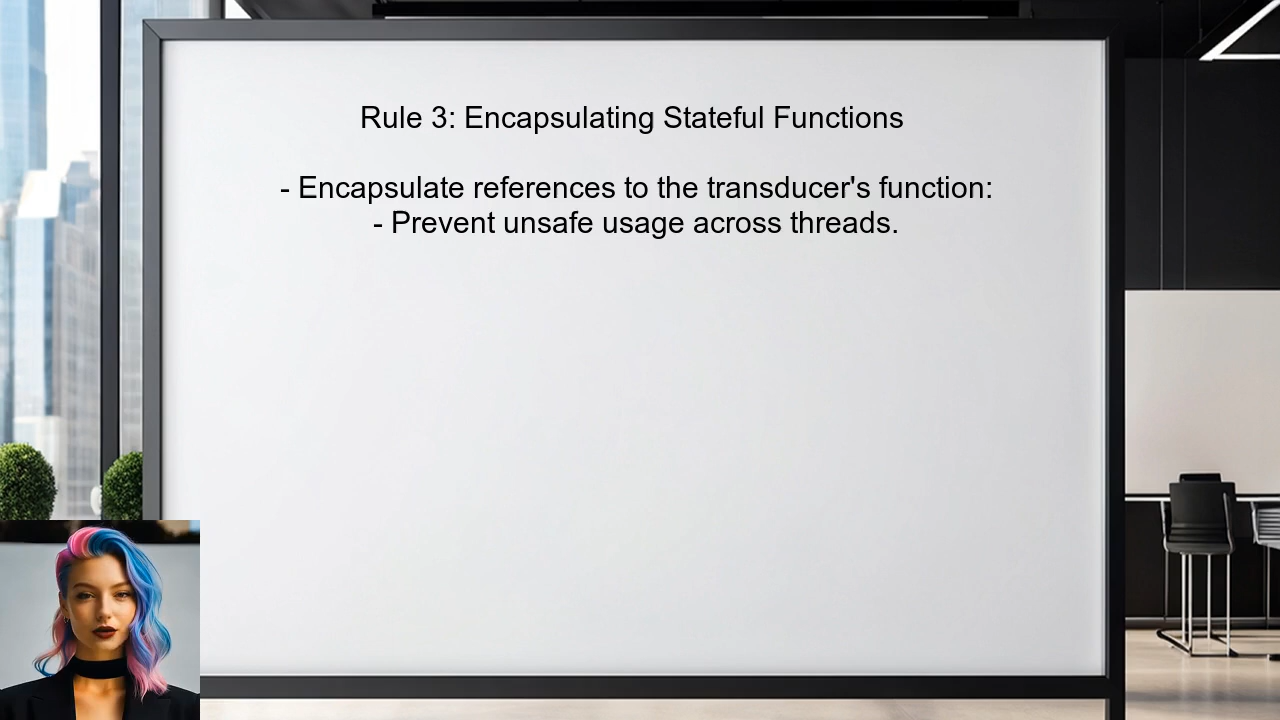 Rule 3: Encapsulating Stateful Functions
- Encapsulate references to the transducer's function:
- Prevent unsafe usage across threads.